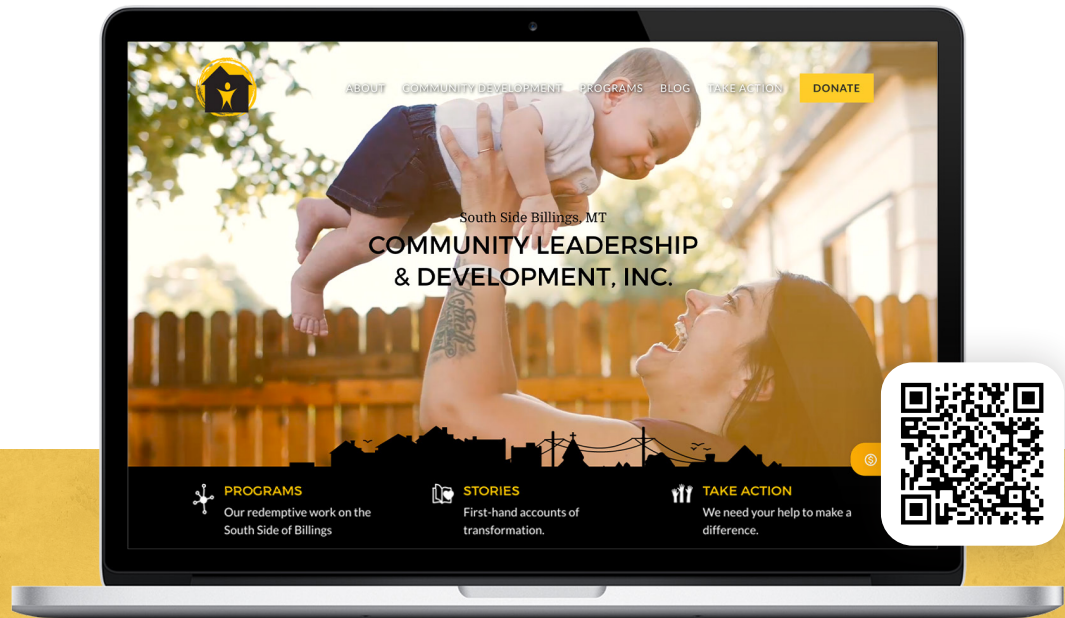 ABOUT COMMUNITY DEVELOPMENT PROGRAMS BLOG TAKE ACTION DONATE
South Side Billings, MT
COMMUNITY LEADERSHIP
& DEVELOPMENT, INC.
PROGRAMS
Our redemptive work on the
South Side of Billings
STORIES
First-hand accounts of
transformation.
TAKE ACTION
We need your help to make a
difference.